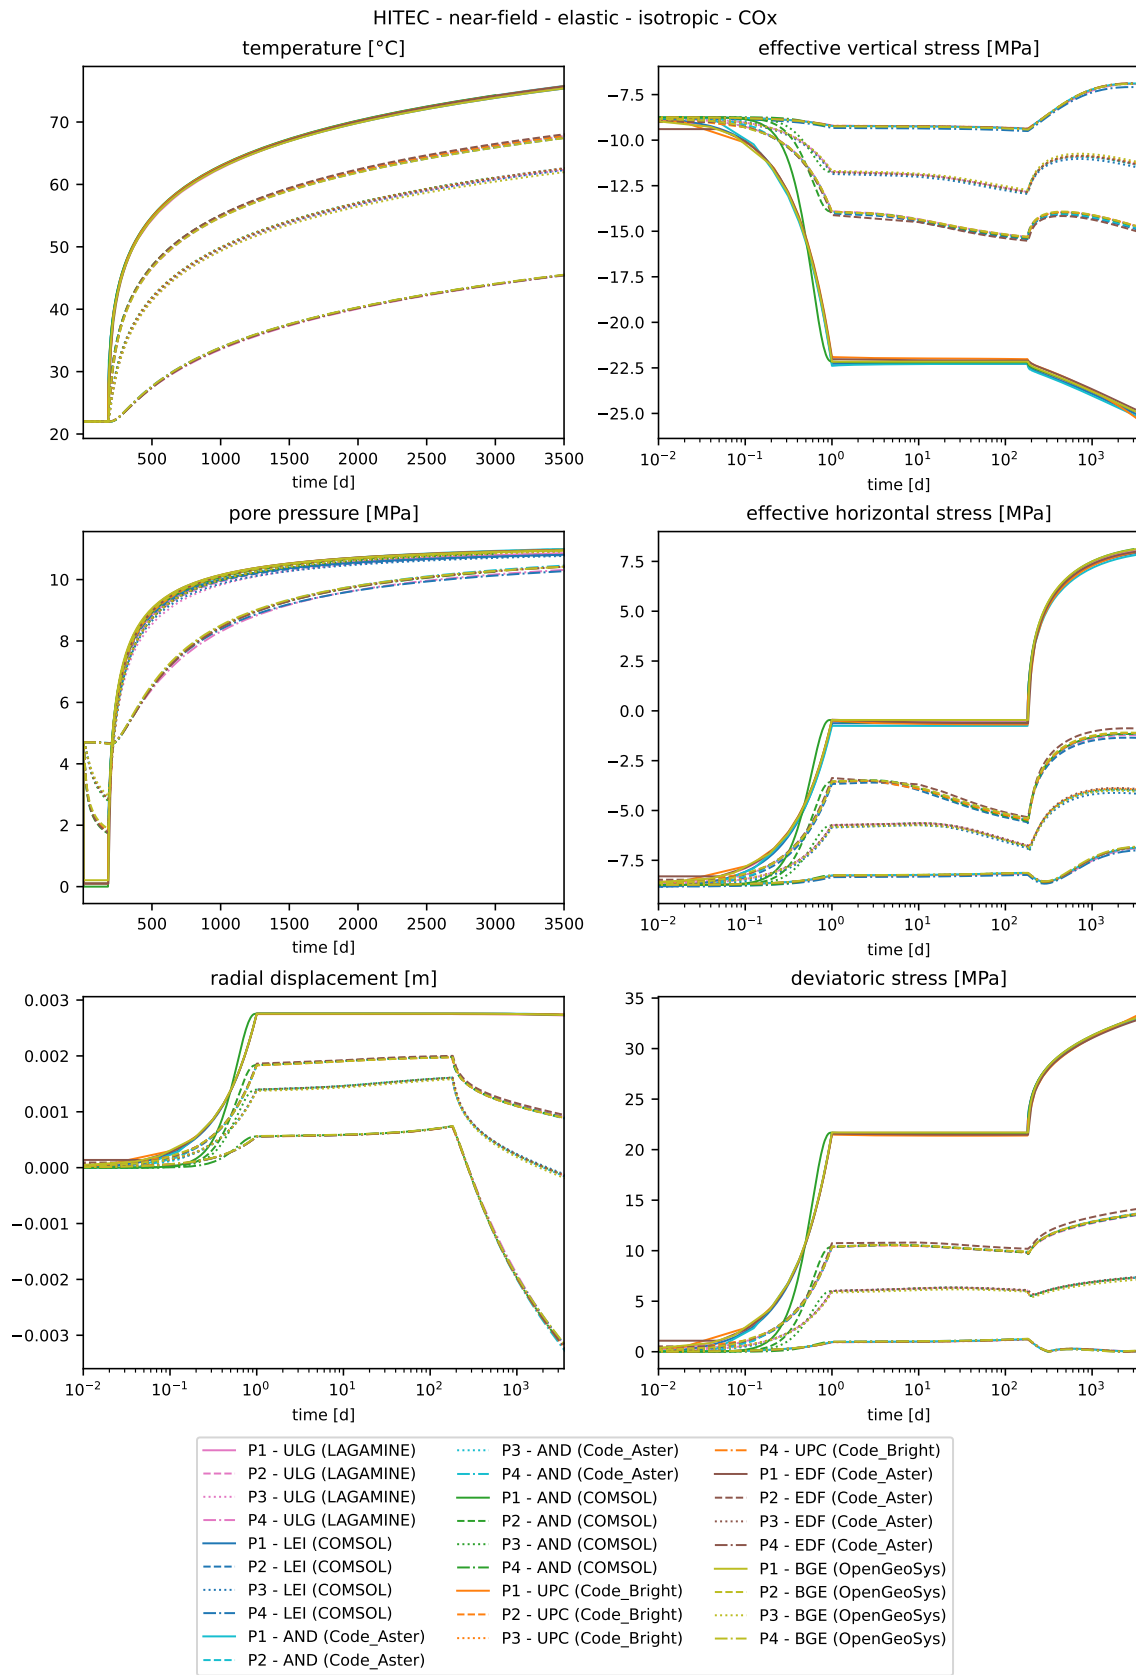 HITEC - near-field - elastic - isotropic - COx
temperature [°C]
70
60
50
40
30
20
500 1000 1500 2000 2500 3000 3500
time [d]
effective vertical stress [MPa]
−7.5
−10.0
−12.5
−15.0
−17.5
−20.0
−22.5
−25.0
10⁻² 10⁻¹ 10⁰ 10¹ 10² 10³
time [d]
pore pressure [MPa]
10
8
6
4
2
0
500 1000 1500 2000 2500 3000 3500
time [d]
effective horizontal stress [MPa]
7.5
5.0
2.5
0.0
−2.5
−5.0
−7.5
10⁻² 10⁻¹ 10⁰ 10¹ 10² 10³
time [d]
radial displacement [m]
0.003
0.002
0.001
0.000
−0.001
−0.002
−0.003
10⁻² 10⁻¹ 10⁰ 10¹ 10² 10³
time [d]
deviatoric stress [MPa]
35
30
25
20
15
10
5
0
10⁻² 10⁻¹ 10⁰ 10¹ 10² 10³
time [d]
P1 - ULG (LAGAMINE)
P2 - ULG (LAGAMINE)
P3 - ULG (LAGAMINE)
P4 - ULG (LAGAMINE)
P1 - LEI (COMSOL)
P2 - LEI (COMSOL)
P3 - LEI (COMSOL)
P4 - LEI (COMSOL)
P1 - AND (Code_Aster)
P2 - AND (Code_Aster)
P3 - AND (Code_Aster)
P4 - AND (Code_Aster)
P1 - AND (COMSOL)
P2 - AND (COMSOL)
P3 - AND (COMSOL)
P4 - AND (COMSOL)
P1 - UPC (Code_Bright)
P2 - UPC (Code_Bright)
P3 - UPC (Code_Bright)
P4 - UPC (Code_Bright)
P1 - EDF (Code_Aster)
P2 - EDF (Code_Aster)
P3 - EDF (Code_Aster)
P4 - EDF (Code_Aster)
P1 - BGE (OpenGeoSys)
P2 - BGE (OpenGeoSys)
P3 - BGE (OpenGeoSys)
P4 - BGE (OpenGeoSys)